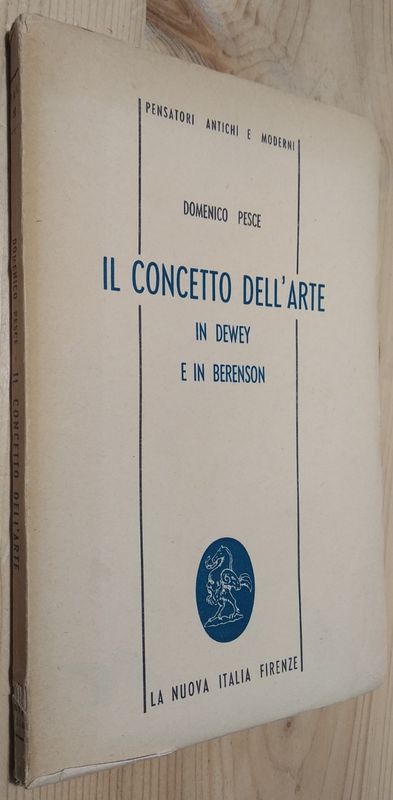 PENSATORI ANTICHI E MODERNI
DOMENICO PESCE
IL CONCETTO DELL'ARTE
IN DEWEY
E IN BERENSON
LA NUOVA ITALIA FIRENZE
DOMENICO PESCE - IL CONCETTO DELL'ARTE